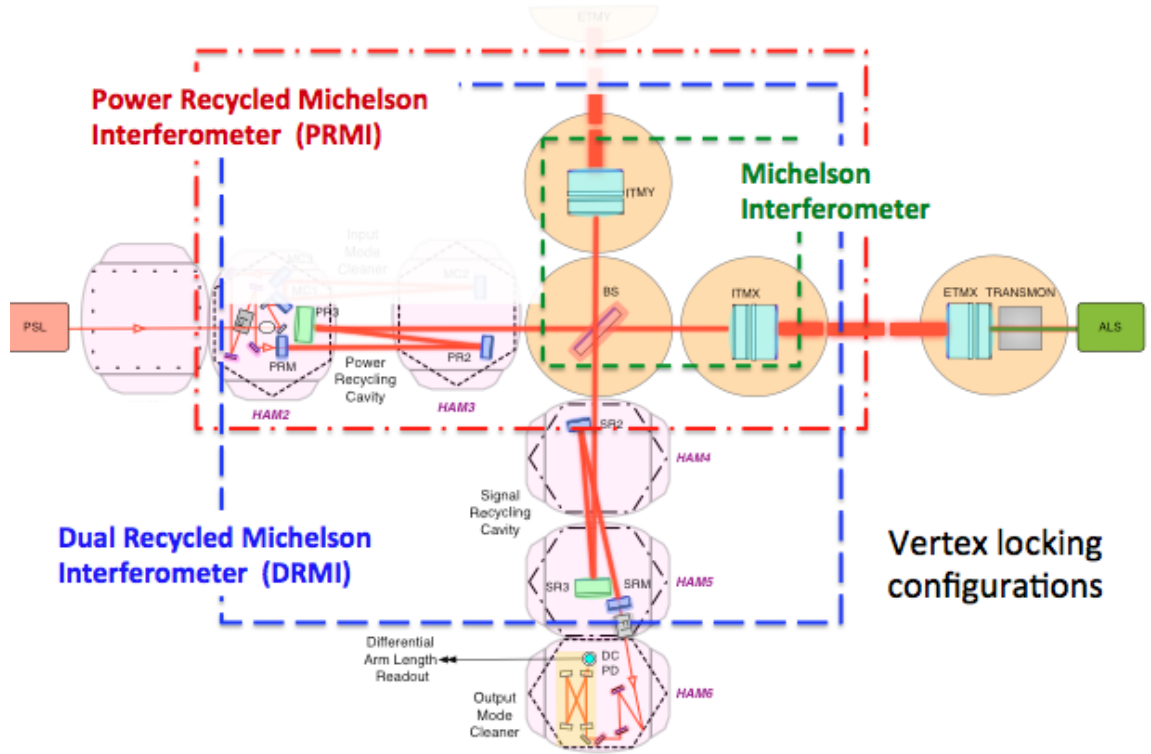 ETMY
Power Recycled Michelson
Interferometer (PRMI)
ITMY
Michelson
Interferometer
Input
Mode
Cleaner
MC2
BS
ITMX
ETMX TRANSMON
PSL
PR3
ALS
PRM
PR2
Power
Recycling
Cavity
HAM2
HAM3
SR2
HAM4
Signal
Recycling
Cavity
Dual Recycled Michelson
Interferometer (DRMI)
Vertex locking
configurations
SR3
SRM
HAM5
Differential
Arm Length
Readout
DC
PD
HAM6
Output
Mode
Cleaner